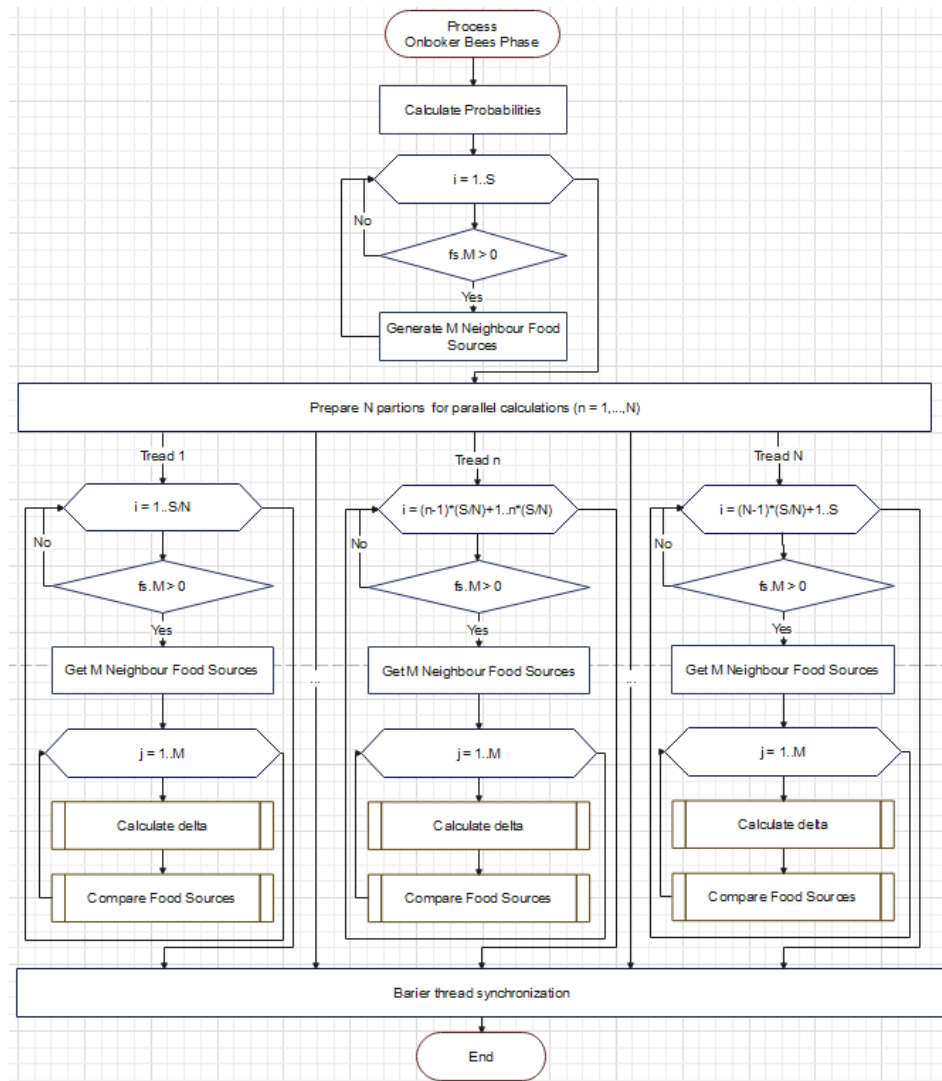 Process
Onboker Bees Phase
Calculate Probabilities
i = 1..S
No
fs.M > 0
Yes
Generate M Neighbour Food
Sources
Prepare N partions for parallel calculations (n = 1,...,N)
Tread 1
Tread n
Tread N
i = 1..S/N
i = (n-1)*(S/N)+1..n*(S/N)
i = (N-1)*(S/N)+1..S
No
No
No
fs.M > 0
fs.M > 0
fs.M > 0
Yes
Yes
Yes
Get M Neighbour Food Sources
Get M Neighbour Food Sources
Get M Neighbour Food Sources
...
...
j = 1..M
j = 1..M
j = 1..M
Calculate delta
Calculate delta
Calculate delta
Compare Food Sources
Compare Food Sources
Compare Food Sources
Barier thread synchronization
End